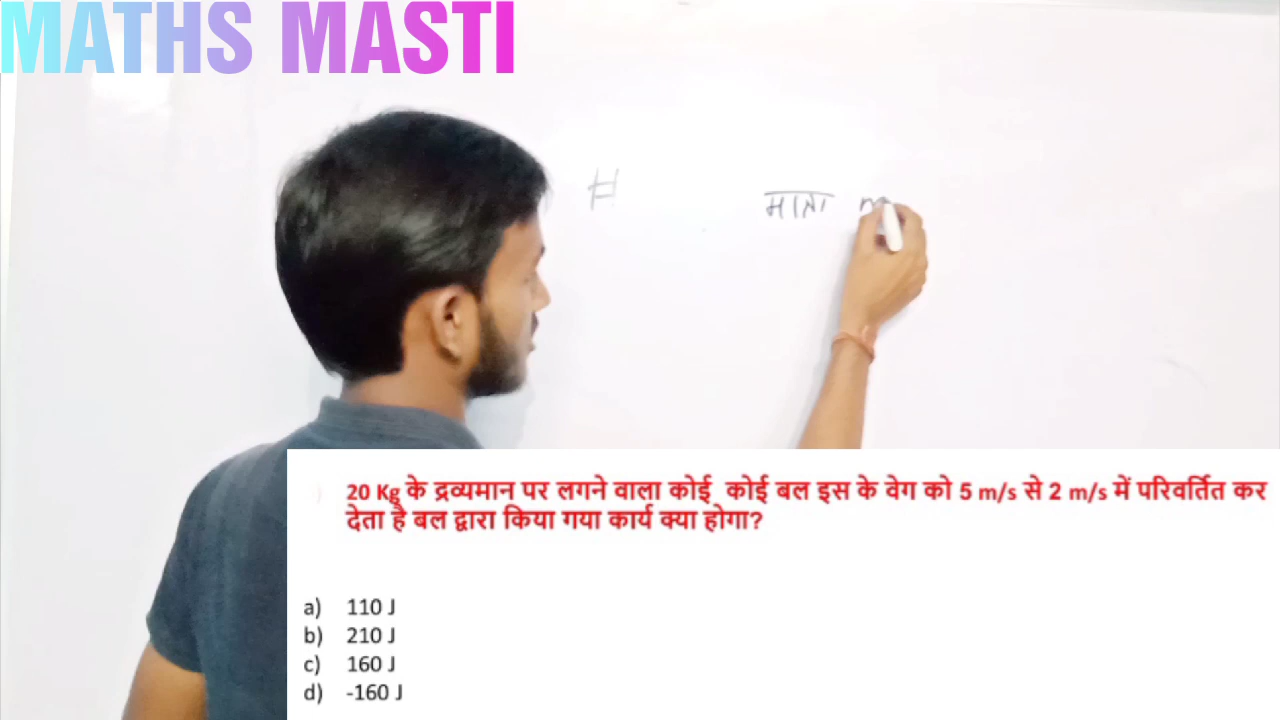 MATHS MASTI
#
मात्रा m
20 Kg के द्रव्यमान पर लगने वाला कोई कोई बल इस के वेग को 5 m/s से 2 m/s में परिवर्तित कर
देता है बल द्वारा किया गया कार्य क्या होगा?
a) 110 J
b) 210 J
c) 160 J
d) -160 J